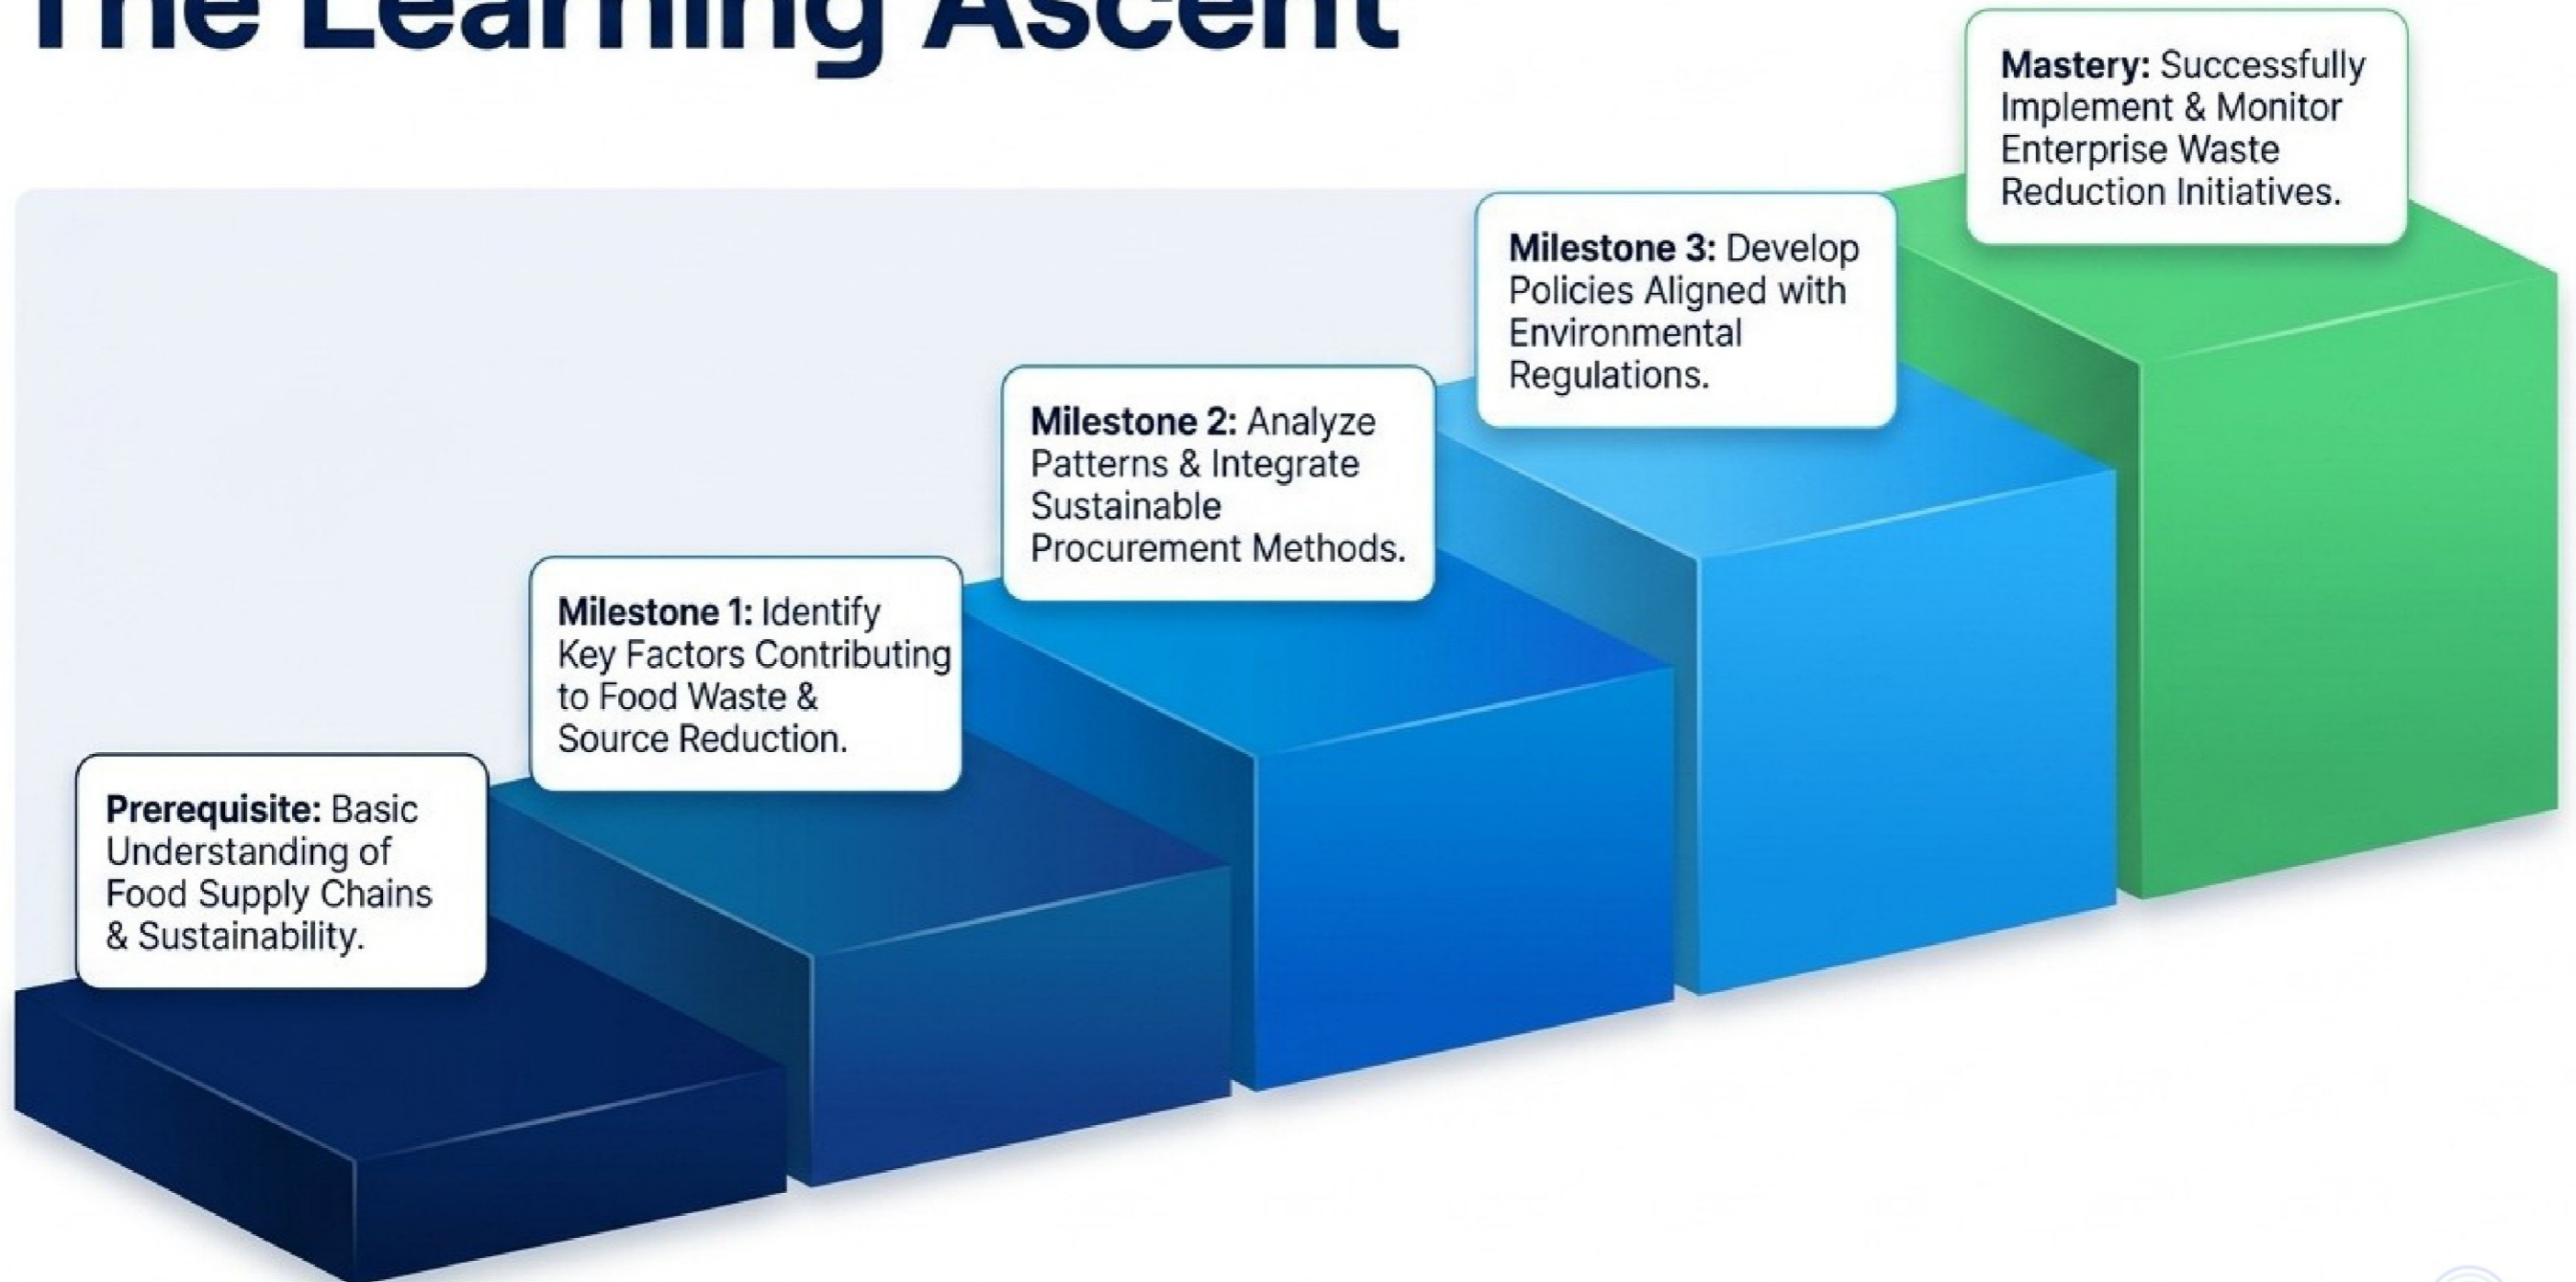 The Learning Ascent
Mastery: Successfully
Implement & Monitor
Enterprise Waste
Reduction Initiatives.
Milestone 3: Develop
Policies Aligned with
Environmental
Regulations.
Milestone 2: Analyze
Patterns & Integrate
Sustainable
Procurement Methods.
Milestone 1: Identify
Key Factors Contributing
to Food Waste &
Source Reduction.
Prerequisite: Basic
Understanding of
Food Supply Chains
& Sustainability.